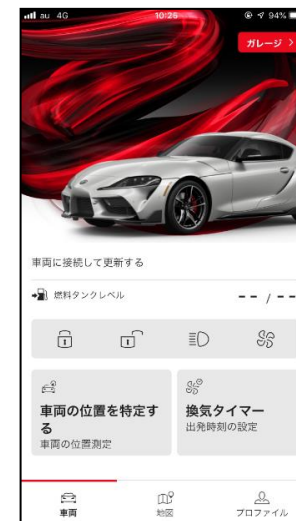 au 4G 10:26 94%
ガレージ >
車両に接続して更新する
燃料タンクレベル -- / --
車両の位置を特定す
る
車両の位置測定
換気タイマー
出発時刻の設定
車両 地図 プロファイル